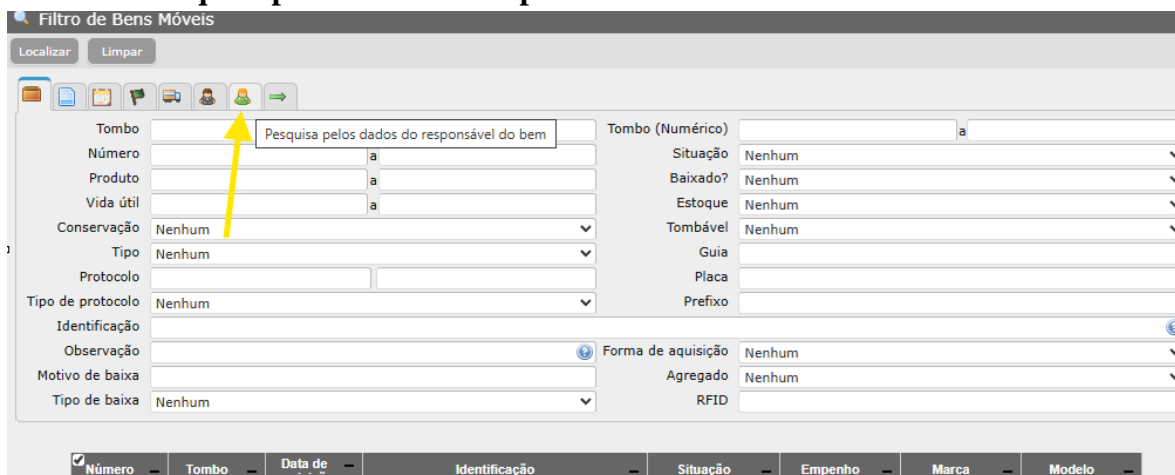 Filtro de Bens Móveis
Localizar Limpar
Tombo Pesquisa pelos dados do responsável do bem Tombo (Numérico) a
Número a Situação Nenhum
Produto a Baixado? Nenhum
Vida útil a Estoque Nenhum
Conservação Nenhum Tombável Nenhum
Tipo Nenhum Guia
Protocolo Placa
Tipo de protocolo Nenhum Prefixo
Identificação
Observação Forma de aquisição Nenhum
Motivo de baixa Agregado Nenhum
Tipo de baixa Nenhum RFID
Número Tombo Data de Identificação Situação Empenho Marca Modelo